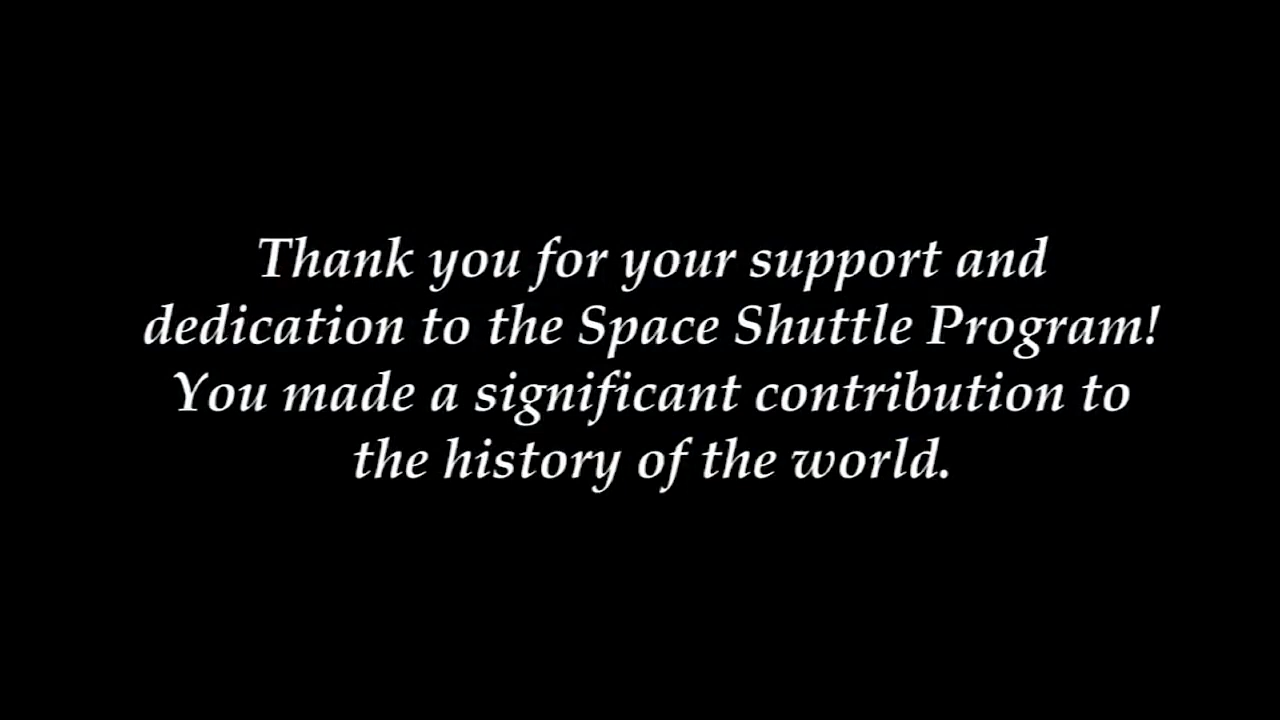 Thank you for your support and
dedication to the Space Shuttle Program!
You made a significant contribution to
the history of the world.